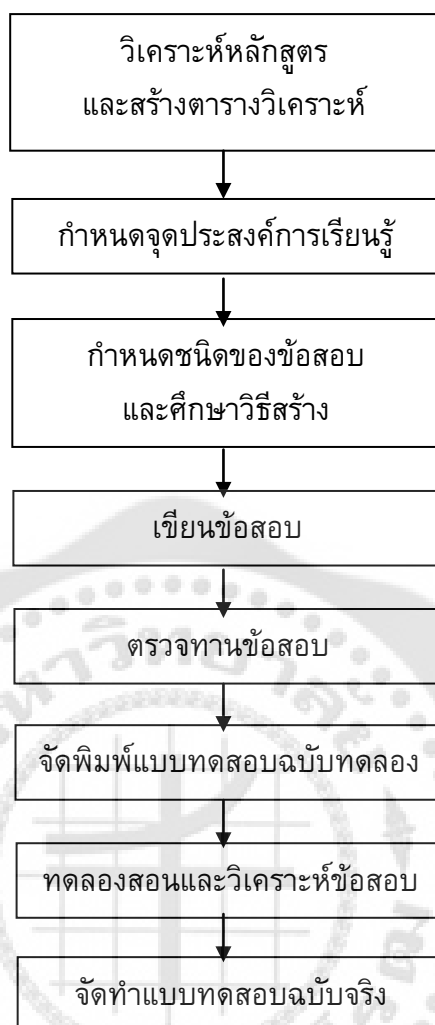 วิเคราะห์หลักสูตร
และสร้างตารางวิเคราะห์
กำหนดจุดประสงค์การเรียนรู้
กำหนดชนิดของข้อสอบ
และศึกษาวิธีสร้าง
เขียนข้อสอบ
ตรวจทานข้อสอบ
จัดพิมพ์แบบทดสอบฉบับทดลอง
ทดลองสอนและวิเคราะห์ข้อสอบ
จัดทำแบบทดสอบฉบับจริง